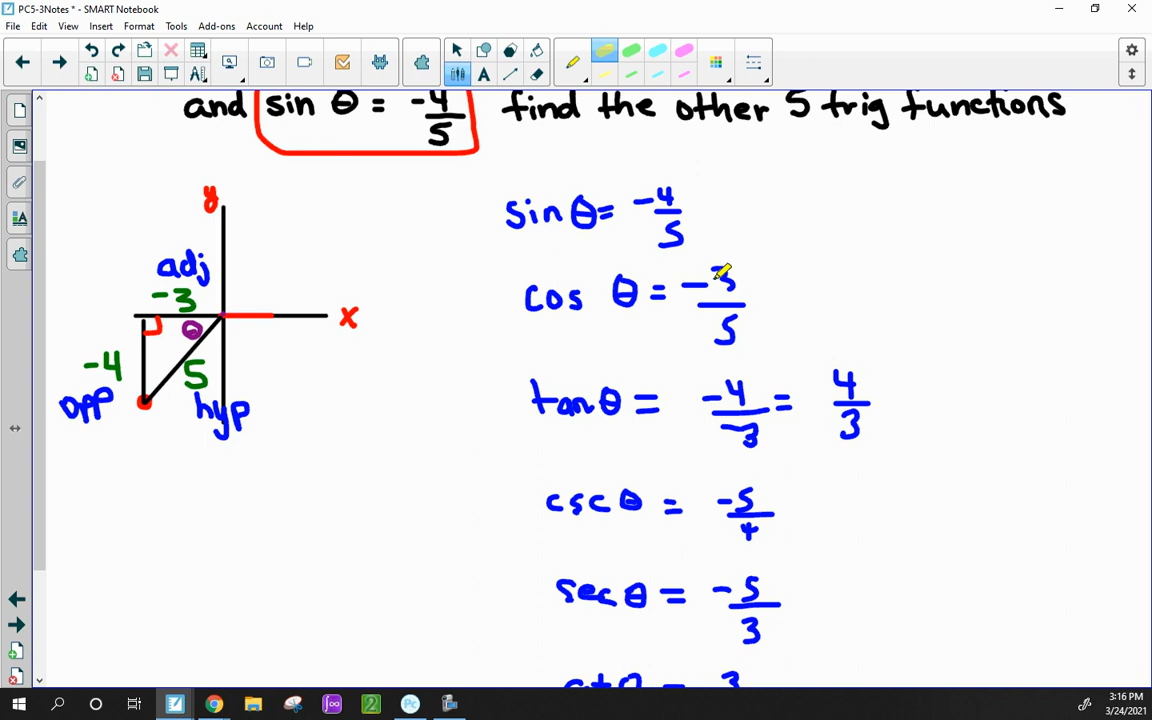 PC5-3Notes * - SMART Notebook
File Edit View Insert Format Tools Add-ons Account Help
and sin θ = -4/5 find the other 5 trig functions
y
sin θ = -4/5
adj
cos θ = -3/5
-3
x
θ
-4
5
opp
hyp
tan θ = -4/-3 = 4/3
csc θ = -5/4
sec θ = -5/3
3:16 PM
3/24/2021